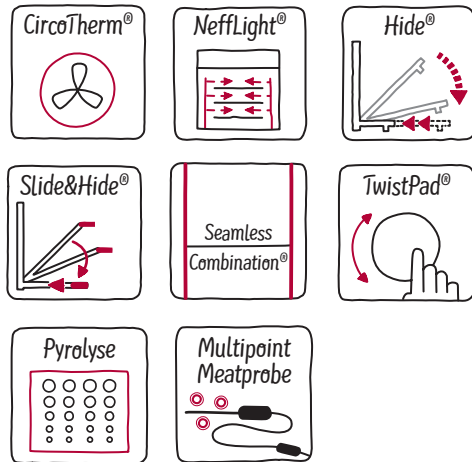 CircoTherm®
NeffLight®
Hide®
Slide&Hide®
Seamless
Combination®
TwistPad®
Pyrolyse
Multipoint
Meatprobe